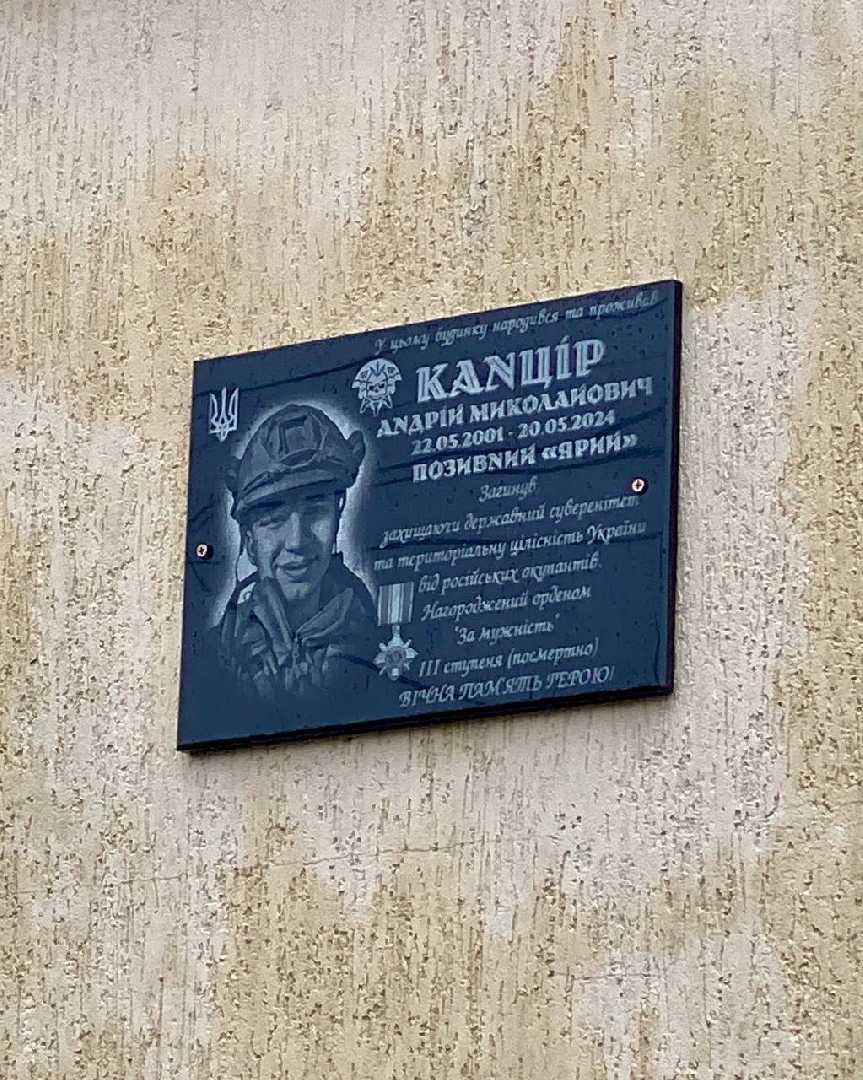 У цьому будинку народився та проживав
КАНЦІР
АНДРІЙ МИКОЛАЙОВИЧ
22.05.2001 - 20.05.2024
ПОЗИВНИЙ «ЯРИЙ»
Загинув,
захищаючи державний суверенітет
та територіальну цілісність України
від російських окупантів.
Нагороджений орденом
"За мужність"
III ступеня (посмертно)
ВІЧНА ПАМ'ЯТЬ ГЕРОЮ!